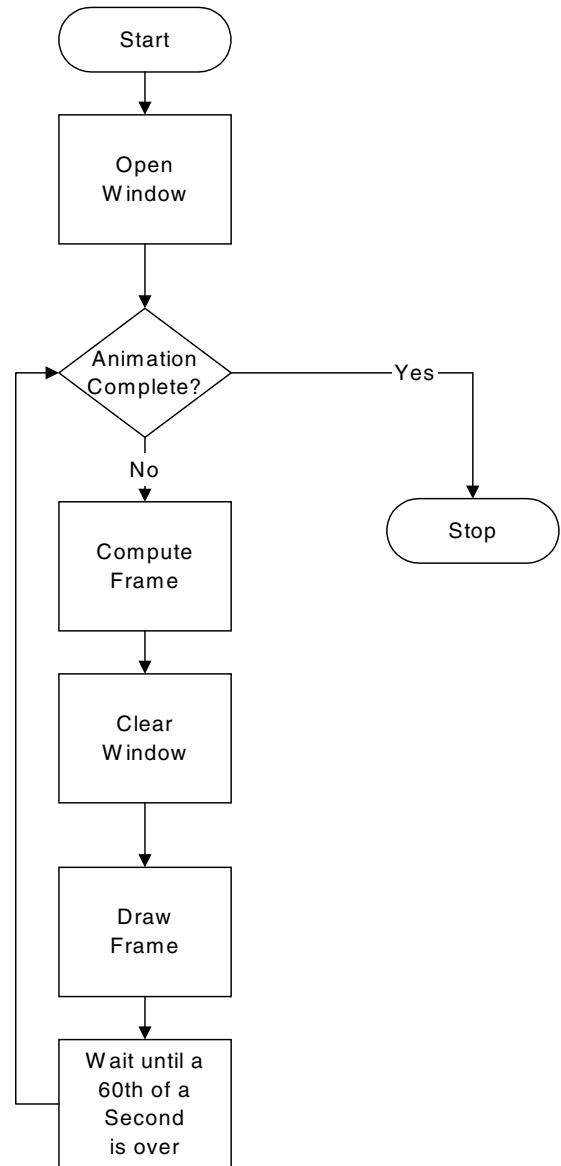 Start
Open
Window
Animation
Complete?
Yes
No
Stop
Compute
Frame
Clear
Window
Draw
Frame
Wait until a
60th of a
Second
is over